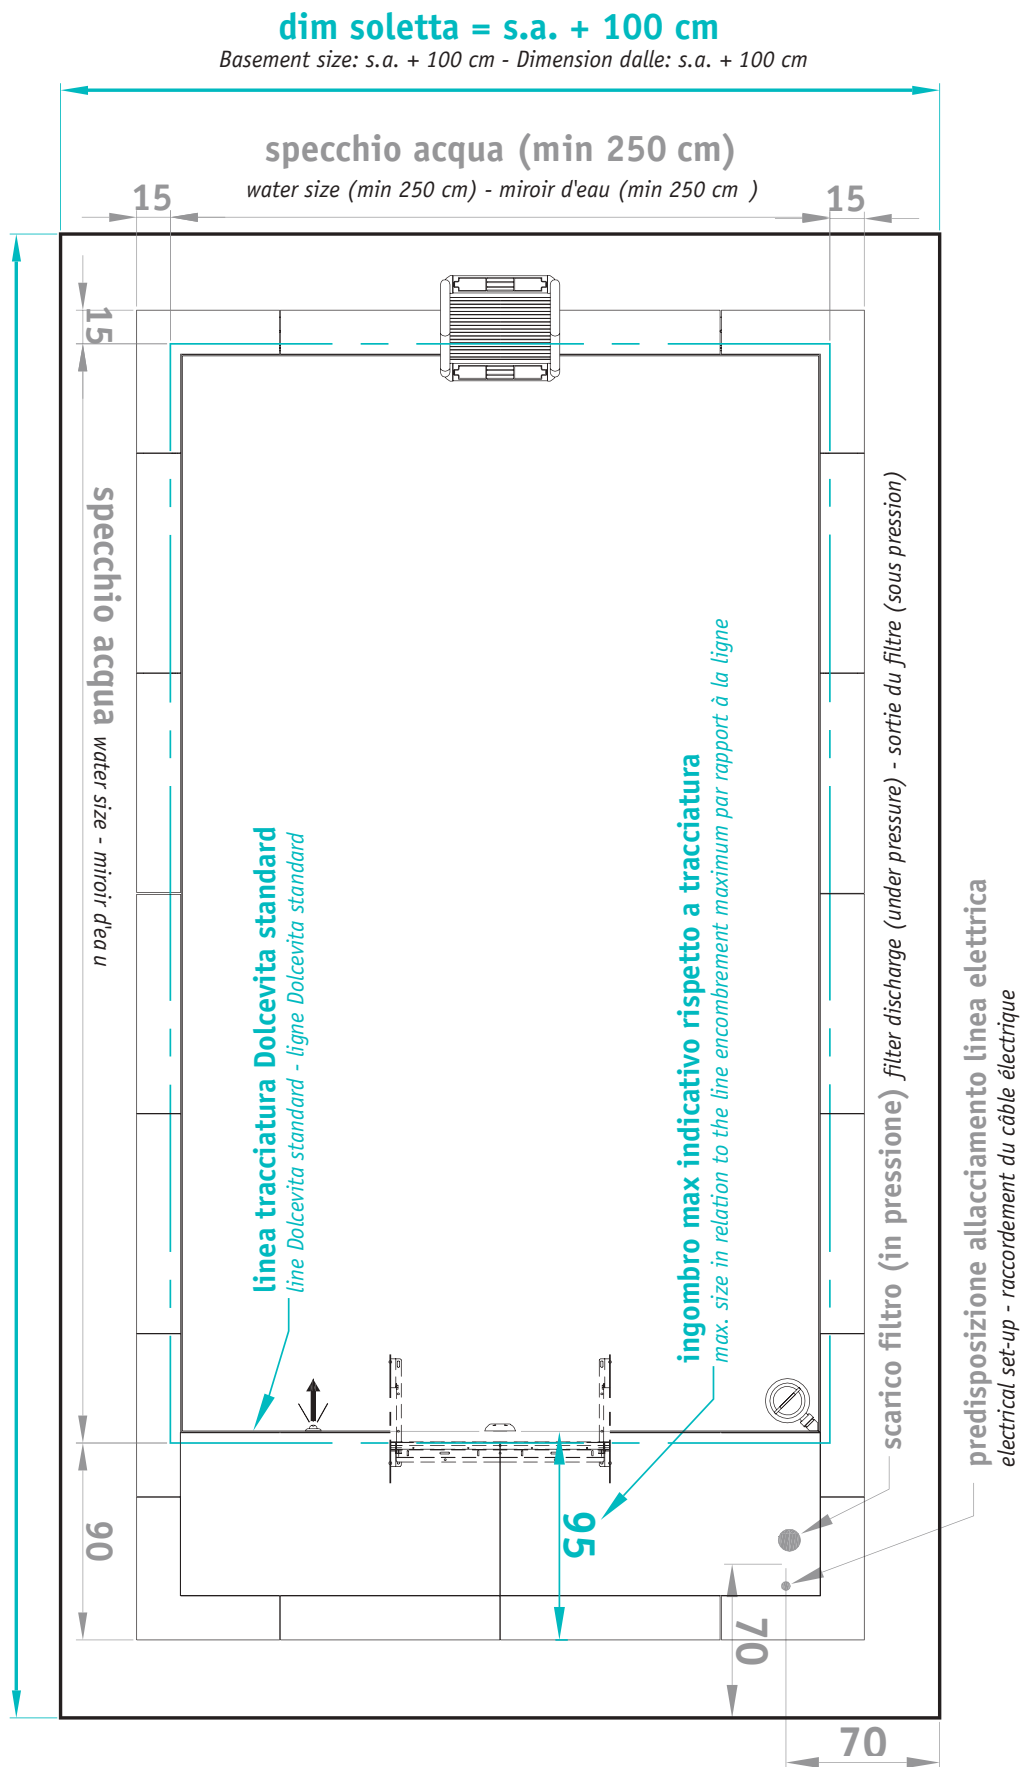 dim soletta = s.a. + 100 cm
Basement size: s.a. + 100 cm - Dimension dalle: s.a. + 100 cm
specchio acqua (min 250 cm)
water size (min 250 cm) - miroir d'eau (min 250 cm )
15
15
15
specchio acqua water size - miroir d'ea u
linea tracciatura Dolcevita standard
line Dolcevita standard - ligne Dolcevita standard
ingombro max indicativo rispetto a tracciatura
max. size in relation to the line encombrement maximum par rapport à la ligne
scarico filtro (in pressione) filter discharge (under pressure) - sortie du filtre (sous pression)
predisposizione allacciamento linea elettrica
electrical set-up - raccordement du câble électrique
90
95
70
70